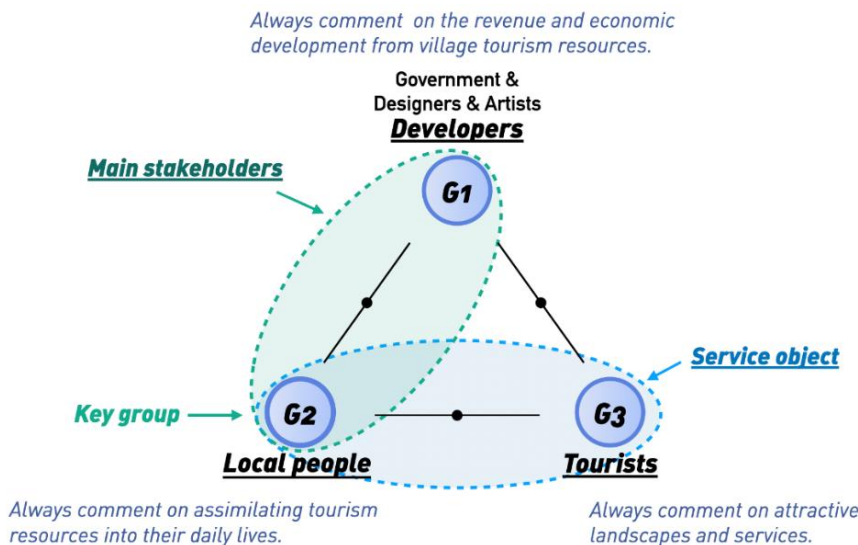 Always comment on the revenue and economic
development from village tourism resources.
Government &
Designers & Artists
Developers
Main stakeholders
G1
Service object
Key group
G2
G3
Local people
Tourists
Always comment on assimilating tourism
resources into their daily lives.
Always comment on attractive
landscapes and services.